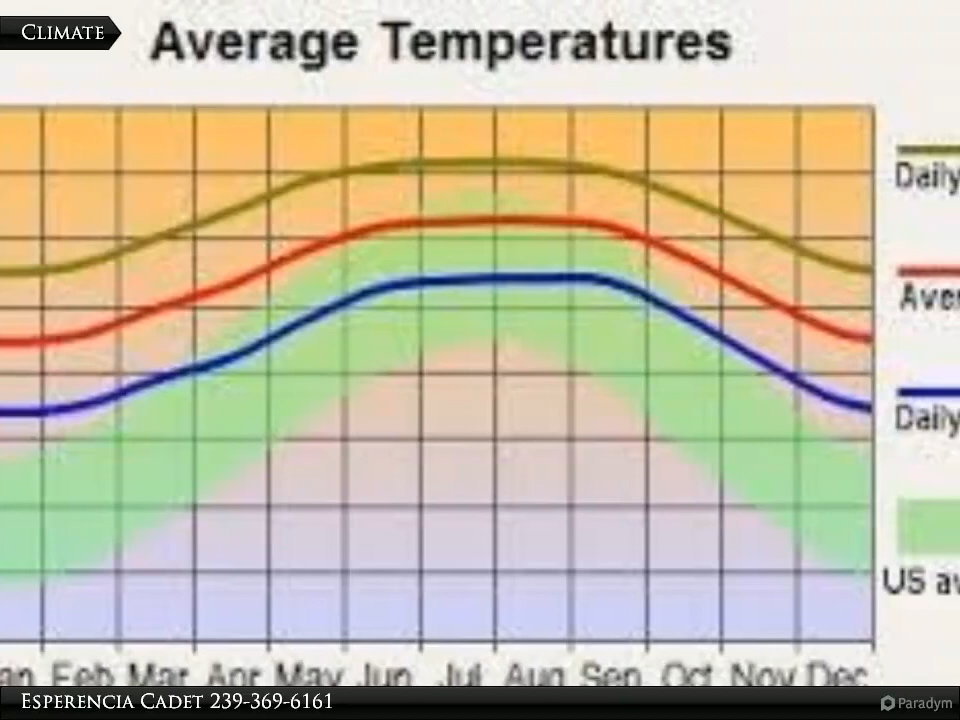 CLIMATE
Average Temperatures
Daily
Aver
Daily
US av
an Feb Mar Apr May Jun Jul Aug Sep Oct Nov Dec
ESPERENCIA CADET 239-369-6161
Paradym